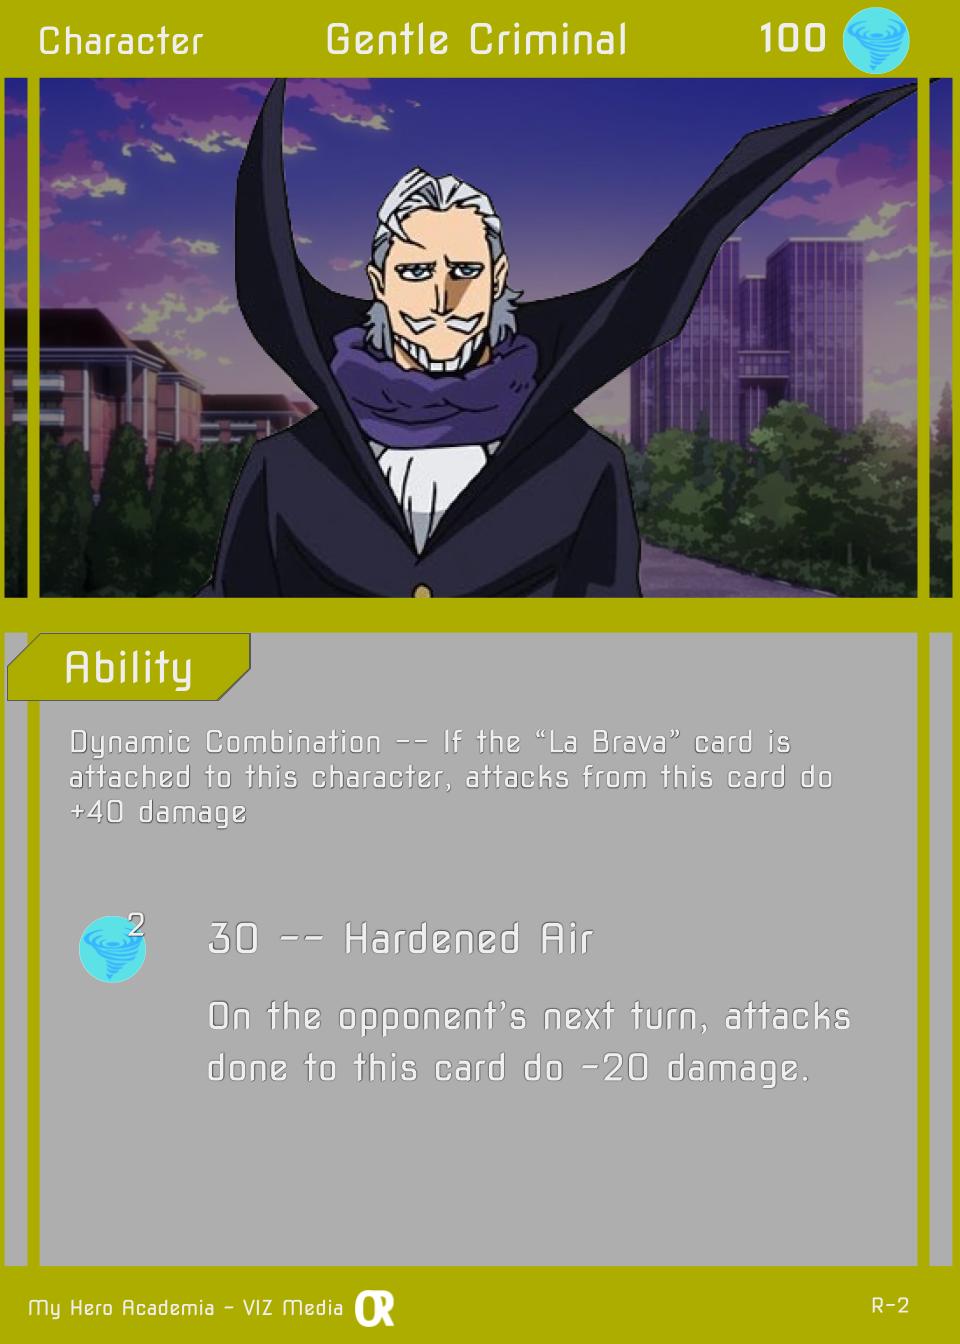 Character Gentle Criminal 100
Ability
Dynamic Combination -- If the “La Brava” card is
attached to this character, attacks from this card do
+40 damage
2
30 -- Hardened Air
On the opponent’s next turn, attacks
done to this card do -20 damage.
My Hero Academia - VIZ Media OR
R-2